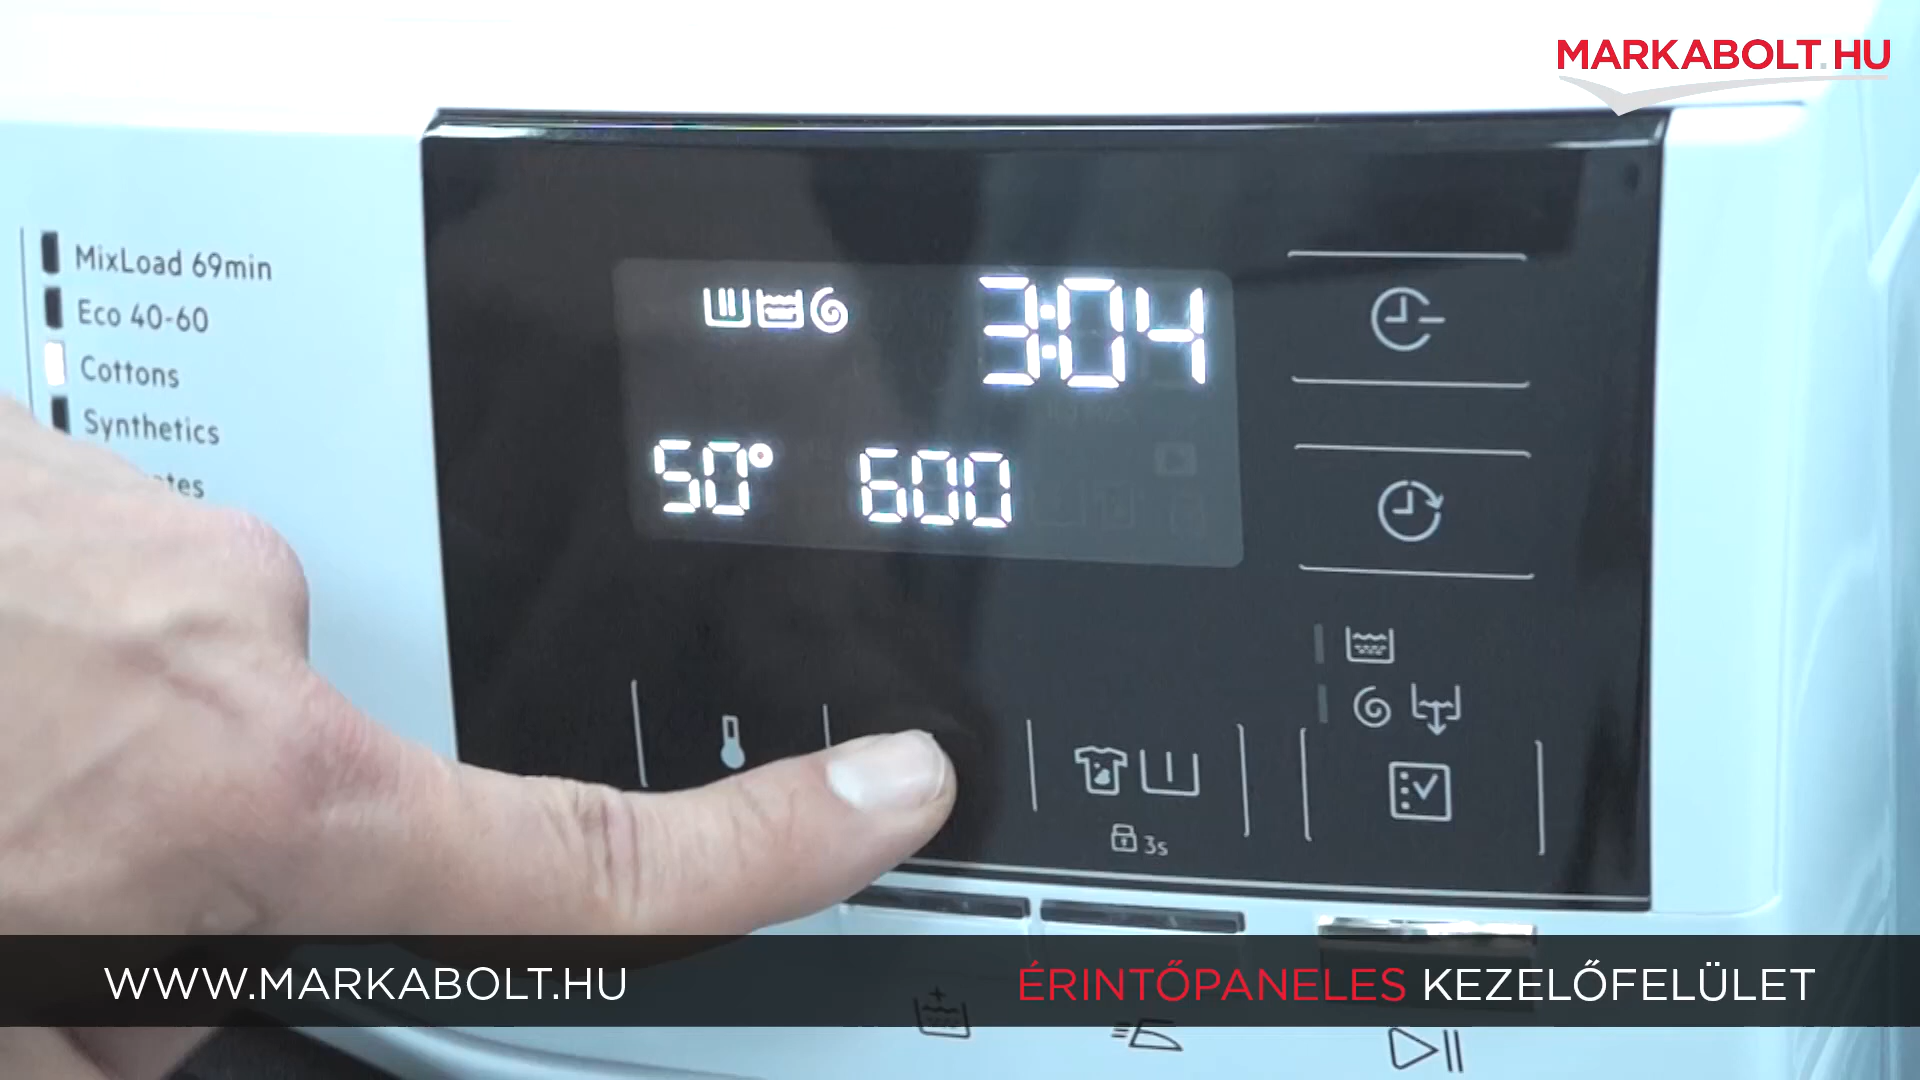 MARKABOLT.HU
MixLoad 69min
Eco 40-60
Cottons
Synthetics
3:04
50° 600
3s
WWW.MARKABOLT.HU
ÉRINTŐPANELES KEZELŐFELÜLET